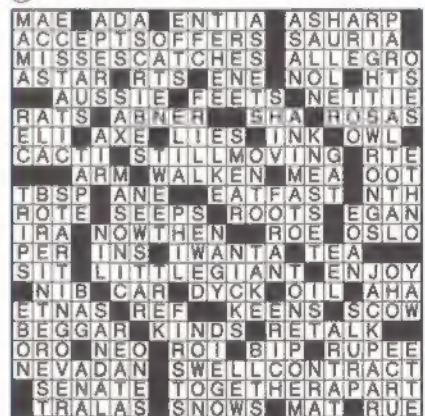 MAE ADA ENTIA ASHARP
ACCEPTSOFFERS SAURIA
MISSESCATCHES ALLEGRO
ASTAR RTS ENE NOL HTS
AUSSIE FEETS NETTIE
RATS ABNER SHA ROSAS
ELI AXE LIES INK OWL
CACTI STILLMOVING RTE
ARM WALKEN MEA OOT
TBSP ANE EATFAST NTH
ROTE SEEPS ROOTS EGAN
IRA NOWTHEN ROE OSLO
PER INS IWANTA TEA
SIT LITTLEGIANT ENJOY
NIB CAR DYCK OIL AHA
ETNAS REF KEENS SCOW
BEGGAR KINDS RETALK
ORO NEO ROI BIP RUPEE
NEVADAN SWELLCONTRACT
SENATE TOGETHERAPART
TRALAS SNOWS MAT RIE